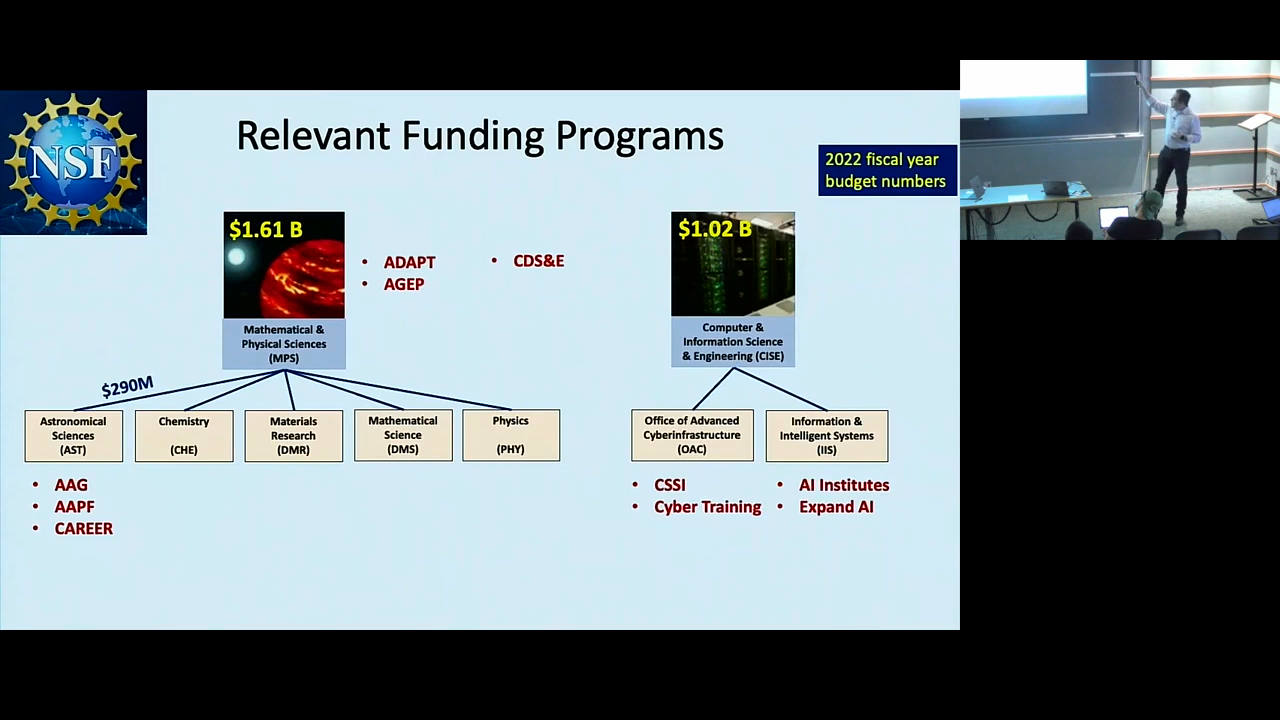 NSF
Relevant Funding Programs
2022 fiscal year
budget numbers
$1.61 B
Mathematical &
Physical Sciences
(MPS)
• ADAPT
• AGEP
• CDS&E
$1.02 B
Computer &
Information Science
& Engineering (CISE)
$290M
Astronomical
Sciences
(AST)
Chemistry
(CHE)
Materials
Research
(DMR)
Mathematical
Science
(DMS)
Physics
(PHY)
Office of Advanced
Cyberinfrastructure
(OAC)
Information &
Intelligent Systems
(IIS)
• AAG
• AAPF
• CAREER
• CSSI
• Cyber Training
• AI Institutes
• Expand AI